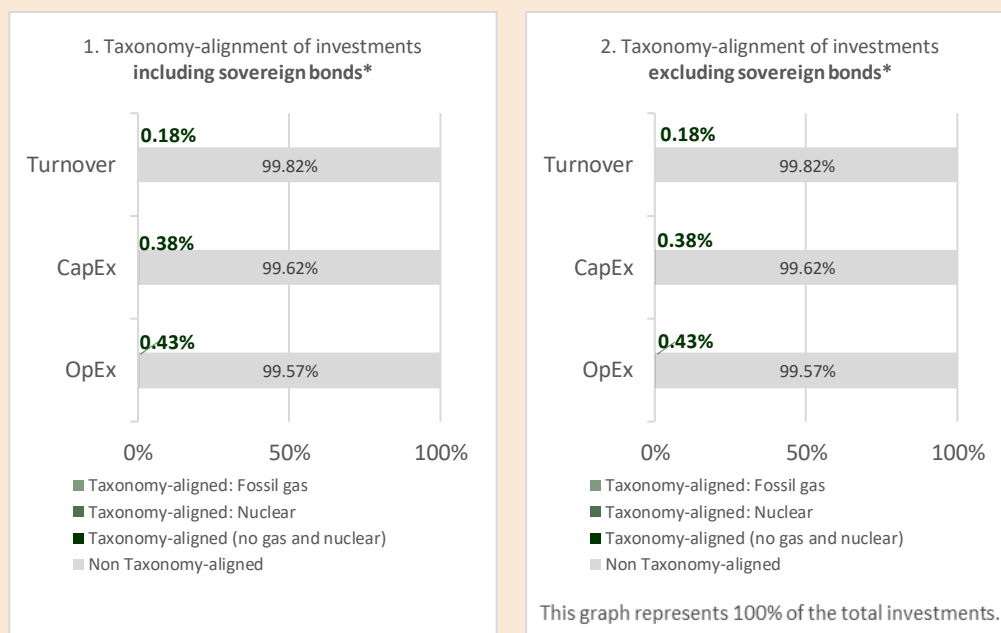 1. Taxonomy-alignment of investments
including sovereign bonds*
Turnover
0.18%
99.82%
CapEx
0.38%
99.62%
OpEx
0.43%
99.57%
0%
50%
100%
Taxonomy-aligned: Fossil gas
Taxonomy-aligned: Nuclear
Taxonomy-aligned (no gas and nuclear)
Non Taxonomy-aligned
2. Taxonomy-alignment of investments
excluding sovereign bonds*
Turnover
0.18%
99.82%
CapEx
0.38%
99.62%
OpEx
0.43%
99.57%
0%
50%
100%
Taxonomy-aligned: Fossil gas
Taxonomy-aligned: Nuclear
Taxonomy-aligned (no gas and nuclear)
Non Taxonomy-aligned
This graph represents 100% of the total investments.